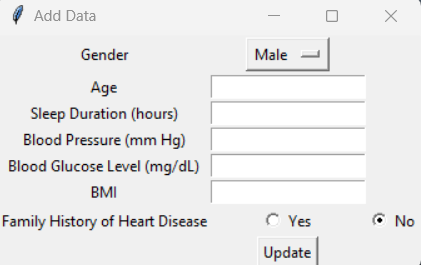 Add Data
Gender Male
Age
Sleep Duration (hours)
Blood Pressure (mm Hg)
Blood Glucose Level (mg/dL)
BMI
Family History of Heart Disease Yes No
Update